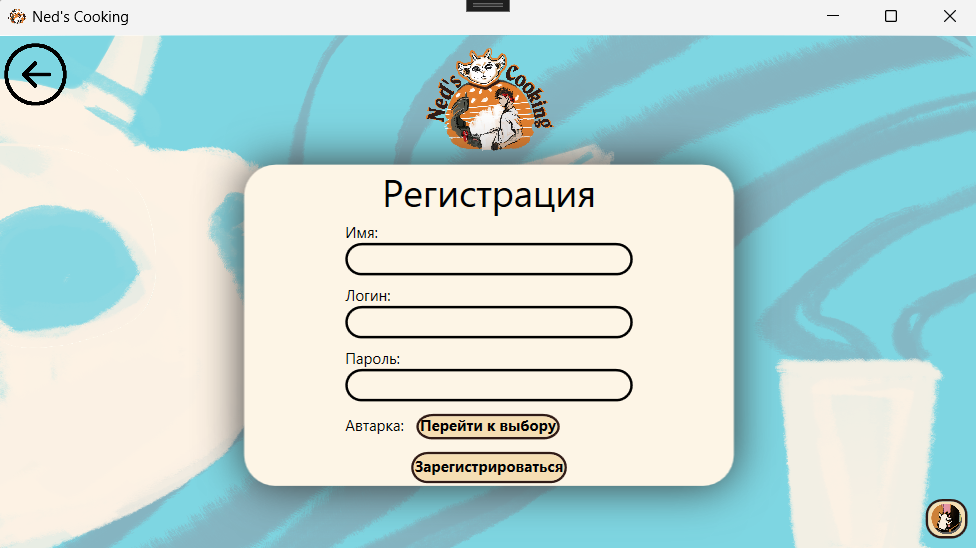 Ned's Cooking
Ned's Cooking
Регистрация
Имя:
Логин:
Пароль:
Автарка: Перейти к выбору
Зарегистрироваться